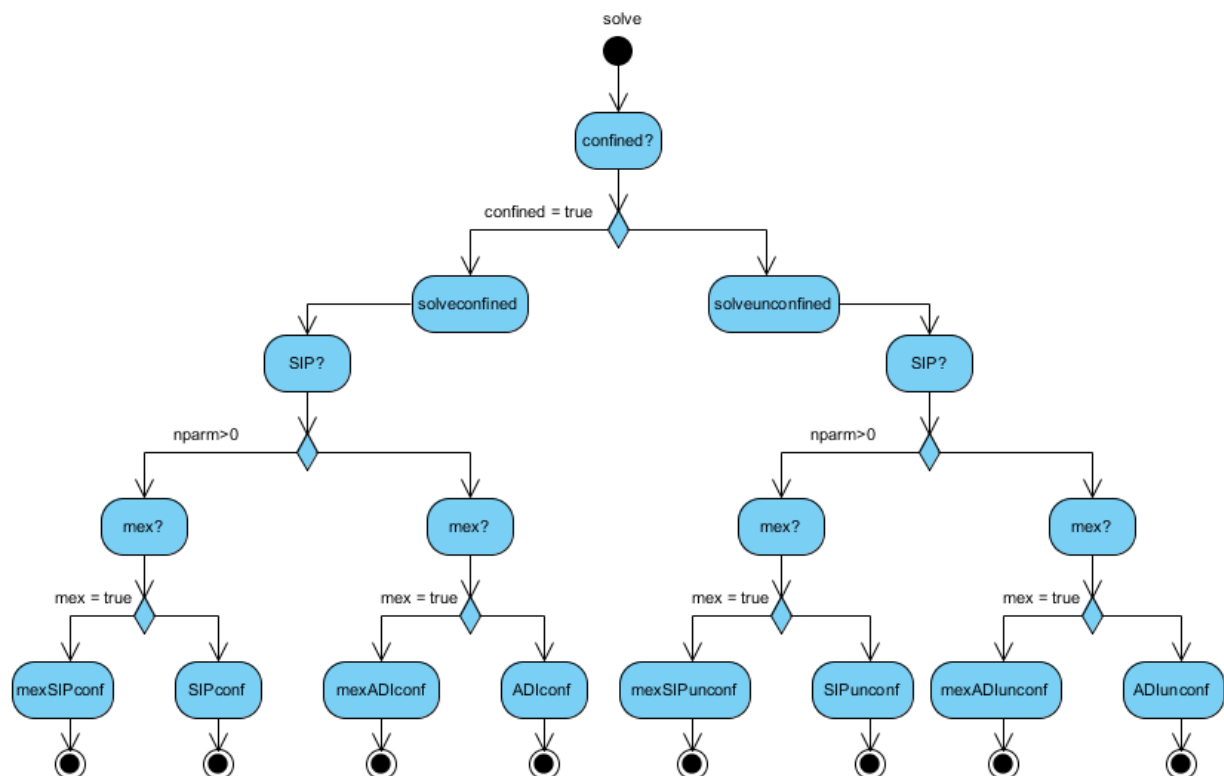 solve
confined?
confined = true
solveconfined
solveunconfined
SIP?
SIP?
nparm>0
nparm>0
mex?
mex?
mex?
mex?
mex = true
mex = true
mex = true
mex = true
mexSIPconf
SIPconf
mexADIconf
ADIconf
mexSIPunconf
SIPunconf
mexADIunconf
ADIunconf